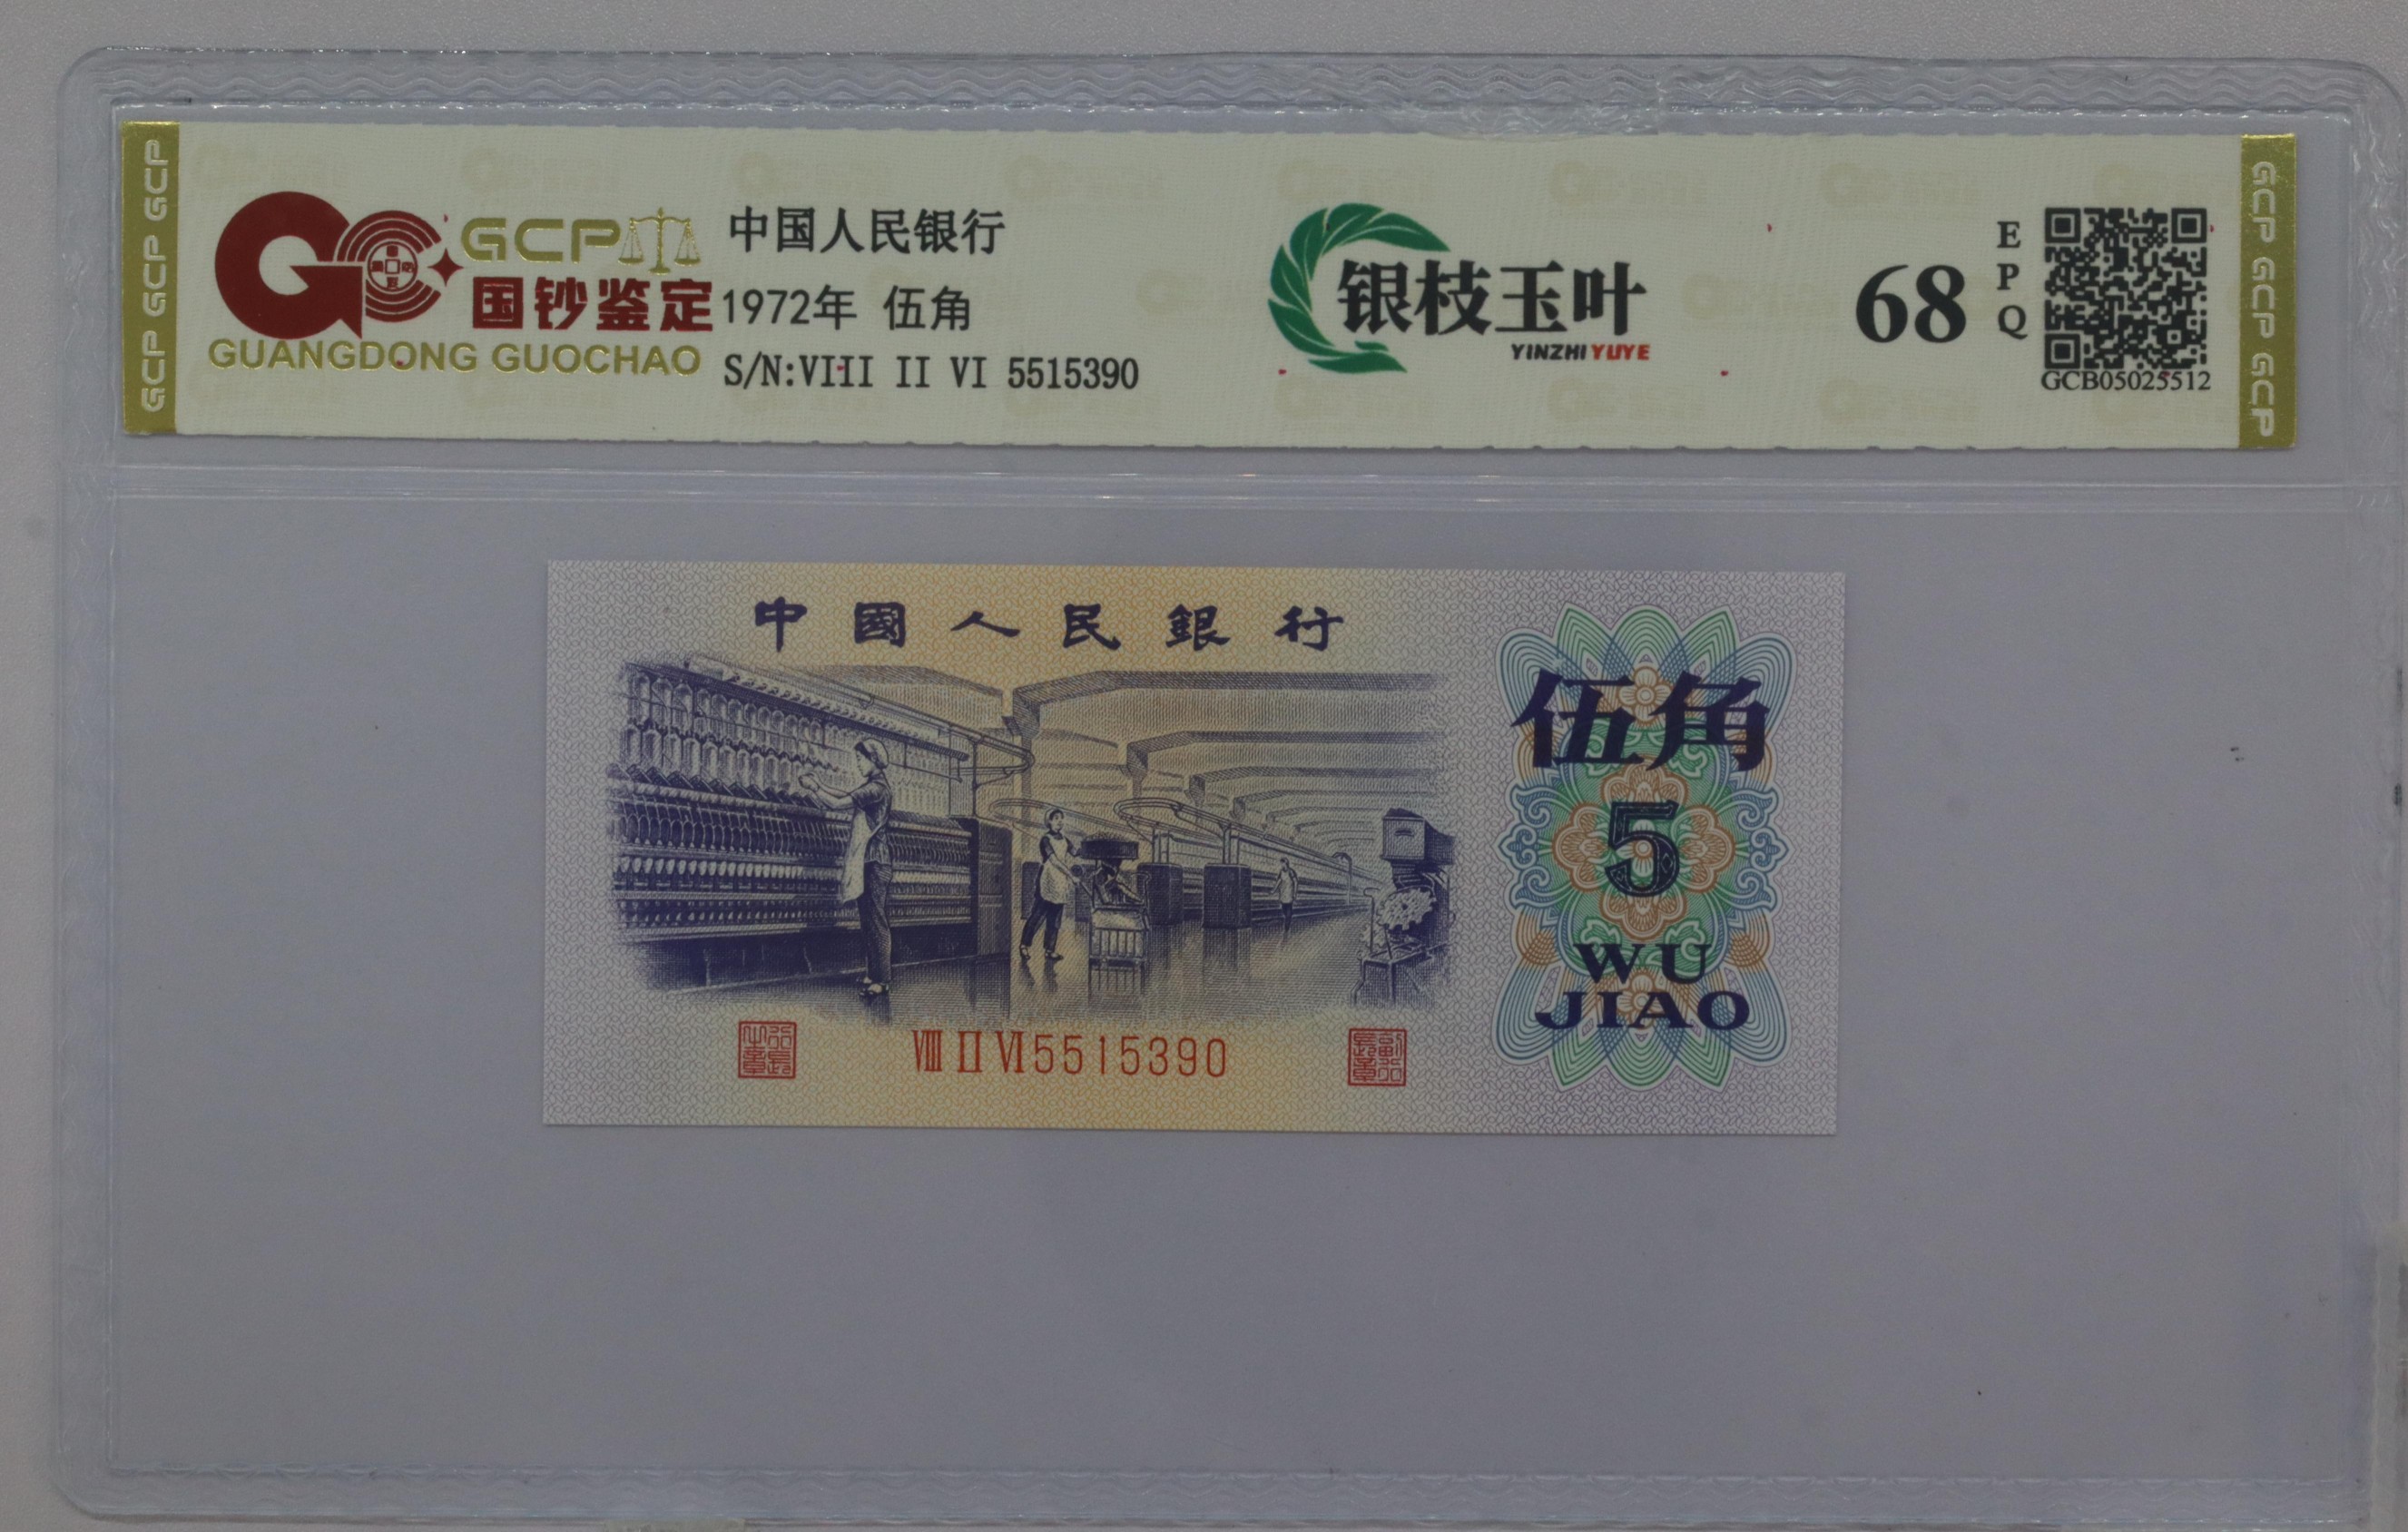 GCP GCP GCP
GCP
国钞鉴定
GUANGDONG GUOCHAO
中国人民银行
1972年 伍角
S/N:VIII II VI 5515390
银枝玉叶
YINZHI YUYE
68
EPQ
GCB05025512
GCP GCP GCP
中國人民銀行
伍角
5
WU
JIAO
VIII II VI 5515390